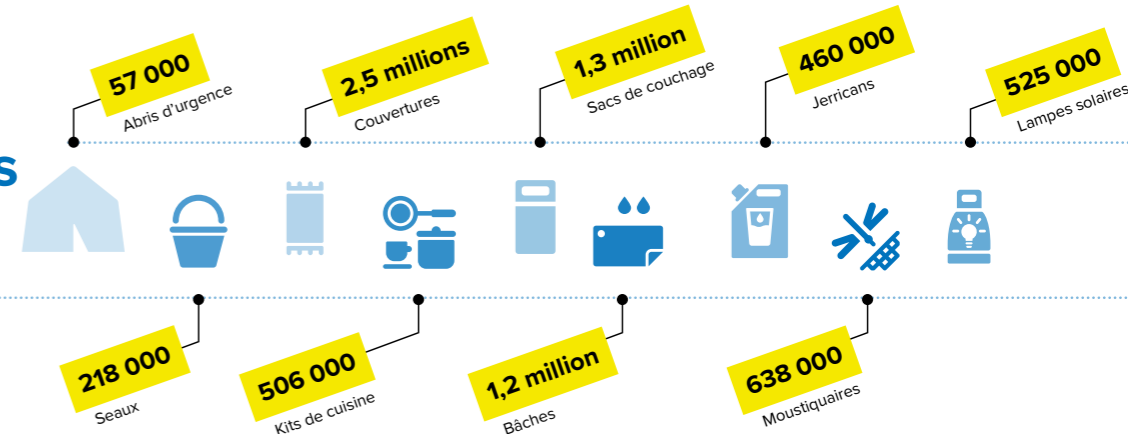 57 000
Abris d'urgence
2,5 millions
Couvertures
1,3 million
Sacs de couchage
460 000
Jerricans
525 000
Lampes solaires
s
218 000
Seaux
506 000
Kits de cuisine
1,2 million
Bâches
638 000
Moustiquaires